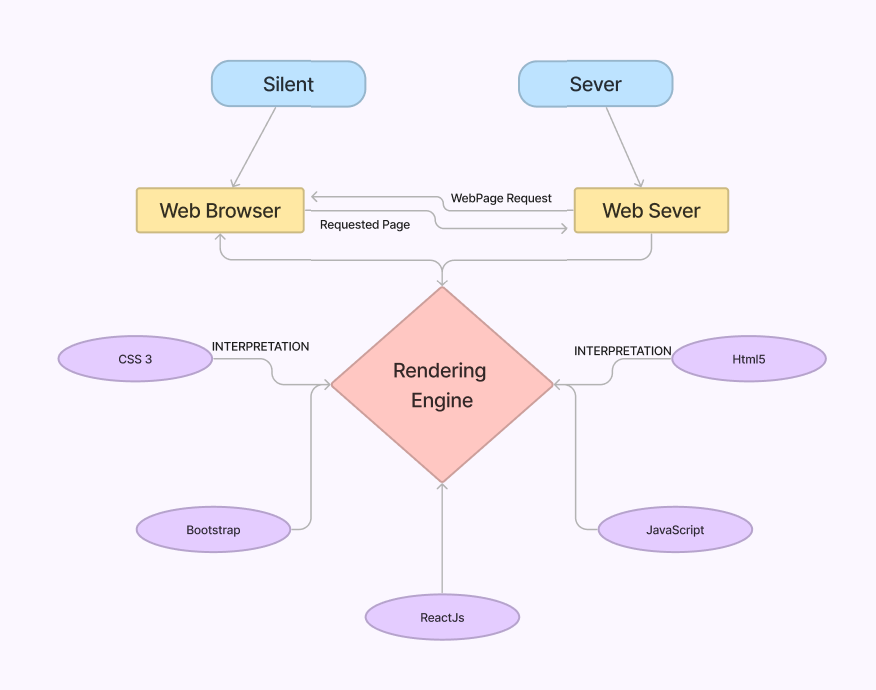 Silent
Sever
WebPage Request
Web Browser
Web Sever
Requested Page
INTERPRETATION
INTERPRETATION
CSS 3
Html5
Rendering
Engine
Bootstrap
JavaScript
ReactJs